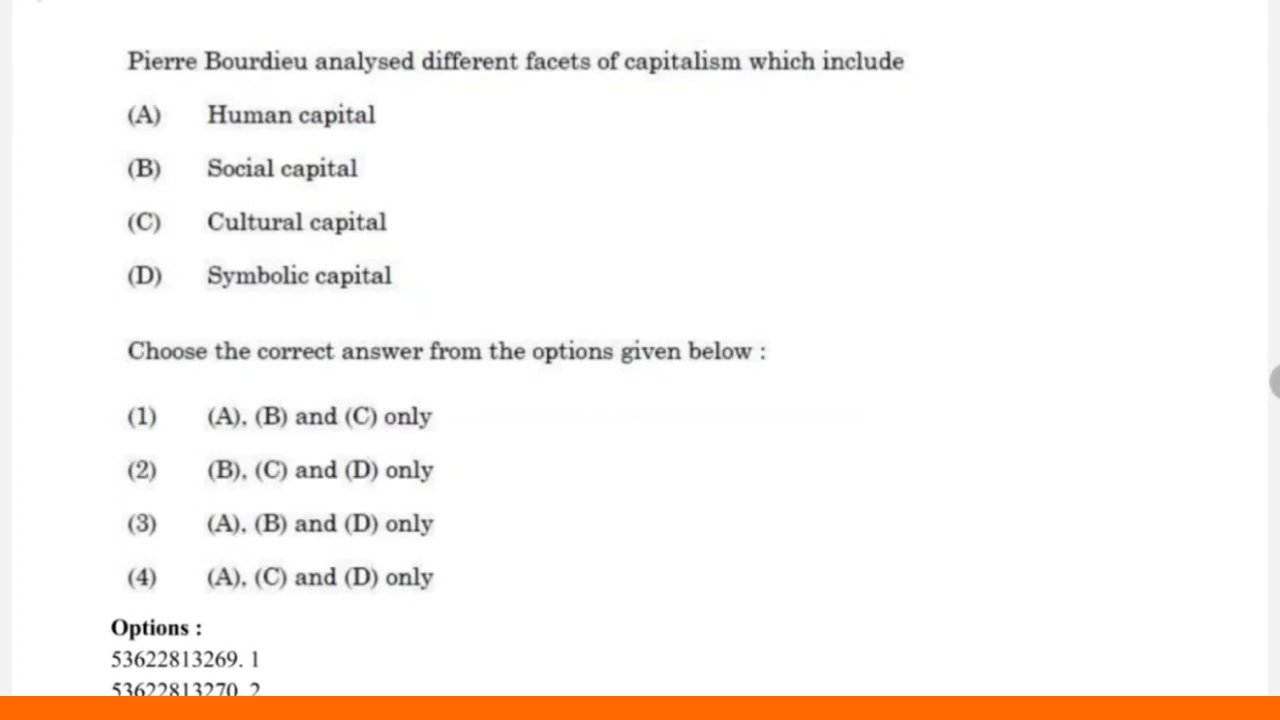 Pierre Bourdieu analysed different facets of capitalism which include
(A) Human capital
(B) Social capital
(C) Cultural capital
(D) Symbolic capital
Choose the correct answer from the options given below :
(1) (A), (B) and (C) only
(2) (B), (C) and (D) only
(3) (A), (B) and (D) only
(4) (A), (C) and (D) only
Options :
53622813269. 1
53622813270. 2